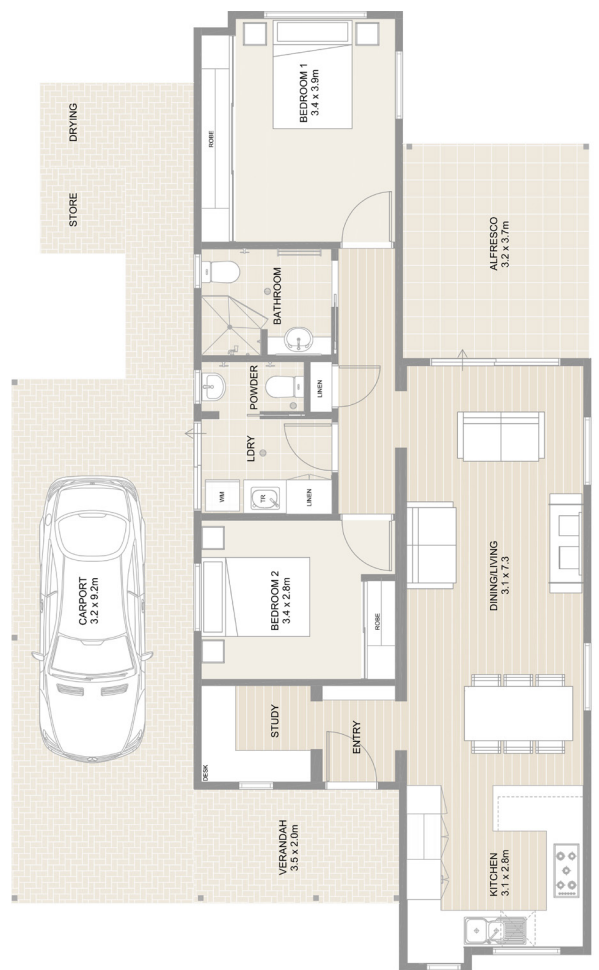 BEDROOM 1
3.4 x 3.9m
ROBE
DRYING
STORE
ALFRESCO
3.2 x 3.7m
BATHROOM
POWDER
LINEN
LDRY
WM
TR
LINEN
CARPORT
3.2 x 9.2m
BEDROOM 2
3.4 x 2.8m
ROBE
DINING/LIVING
3.1 x 7.3
STUDY
DESK
ENTRY
VERANDAH
3.5 x 2.0m
KITCHEN
3.1 x 2.8m